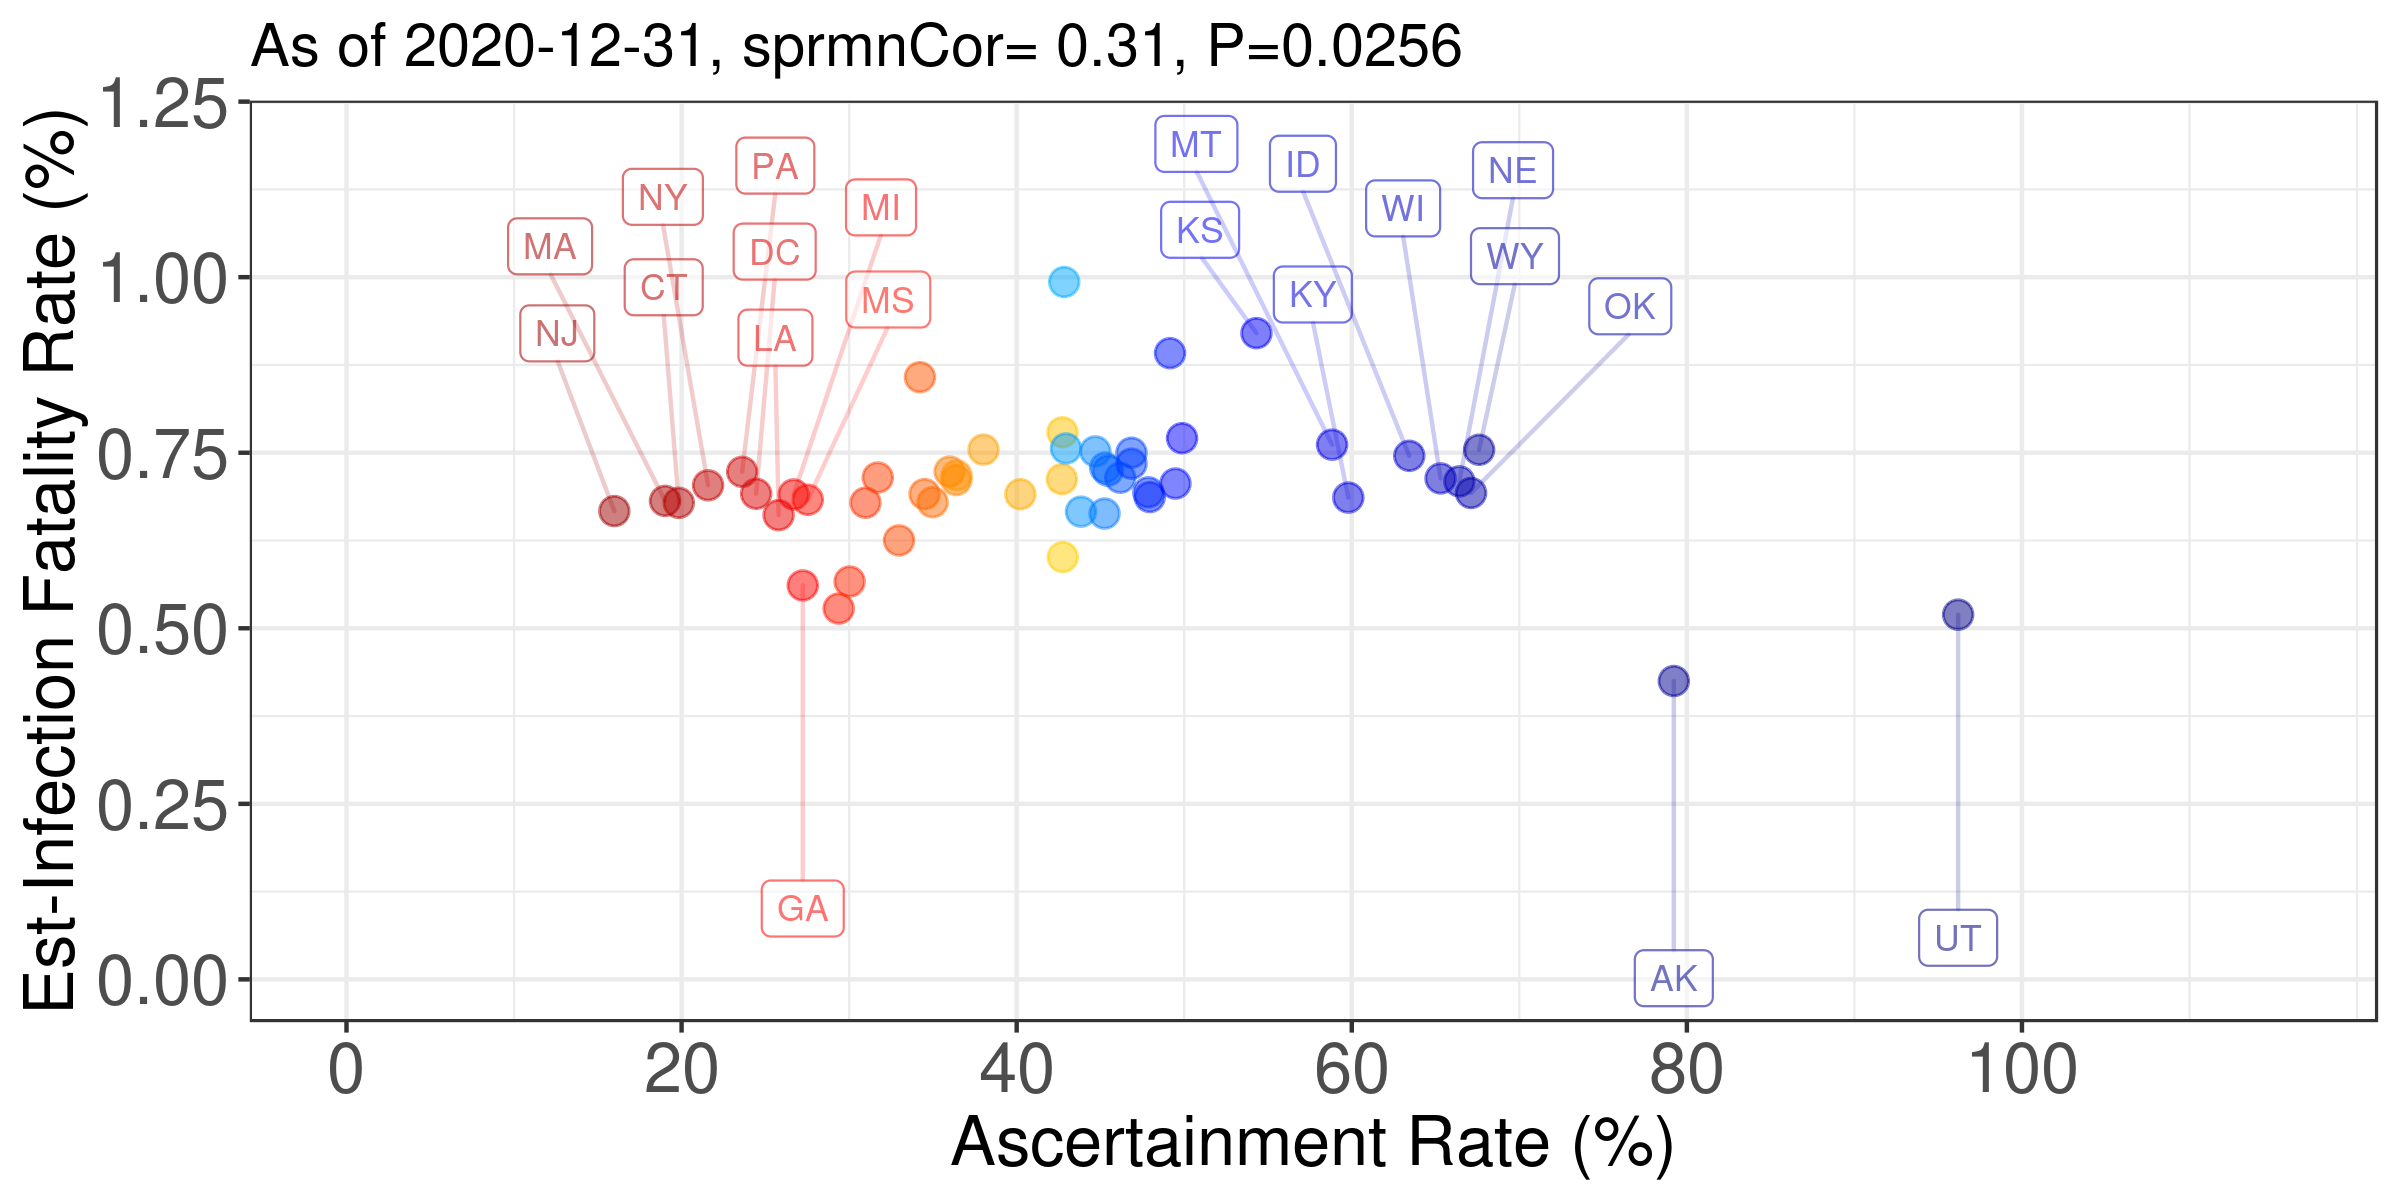 As of 2020-12-31, sprmnCor= 0.31, P=0.0256
Est-Infection Fatality Rate (%)
1.25
1.00
0.75
0.50
0.25
0.00
MT
ID
PA
NE
NY
MI
WI
KS
MA
DC
WY
CT
KY
MS
OK
NJ
LA
GA
UT
AK
0 20 40 60 80 100
Ascertainment Rate (%)